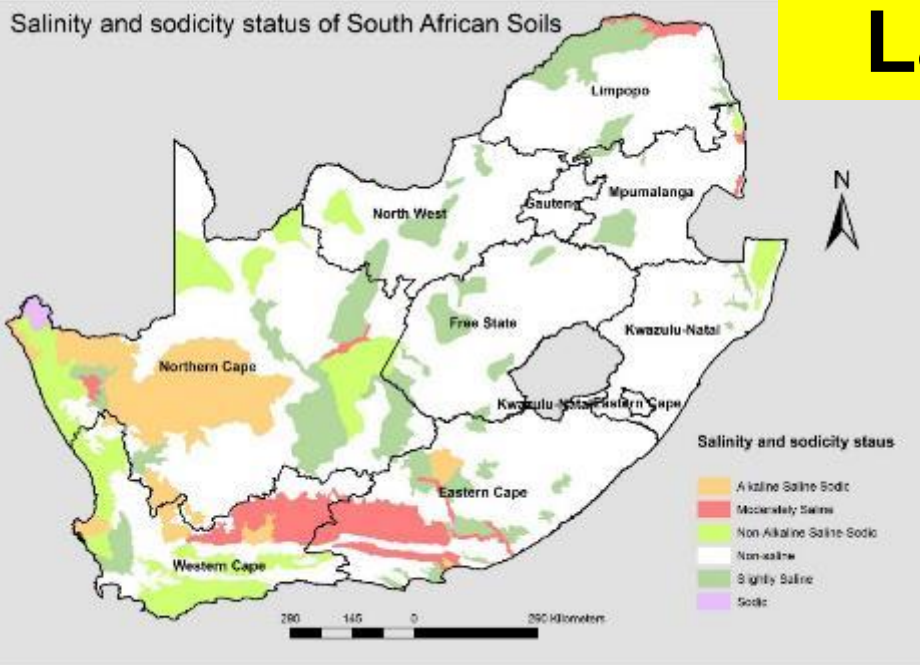 Salinity and sodicity status of South African Soils
L
Limpopo
N
Mpumalanga
Gauteng
North West
Free State
Kwazulu-Natal
Northern Cape
Kwazulu-Natal
Eastern Cape
Salinity and sodicity staus
Alkaline Saline Sodic
Moderately Saline
Non-Alkaline Saline-Sodic
Non-saline
Slightly Saline
Sodic
Eastern Cape
Western Cape
290 145 0 290 Kilometers